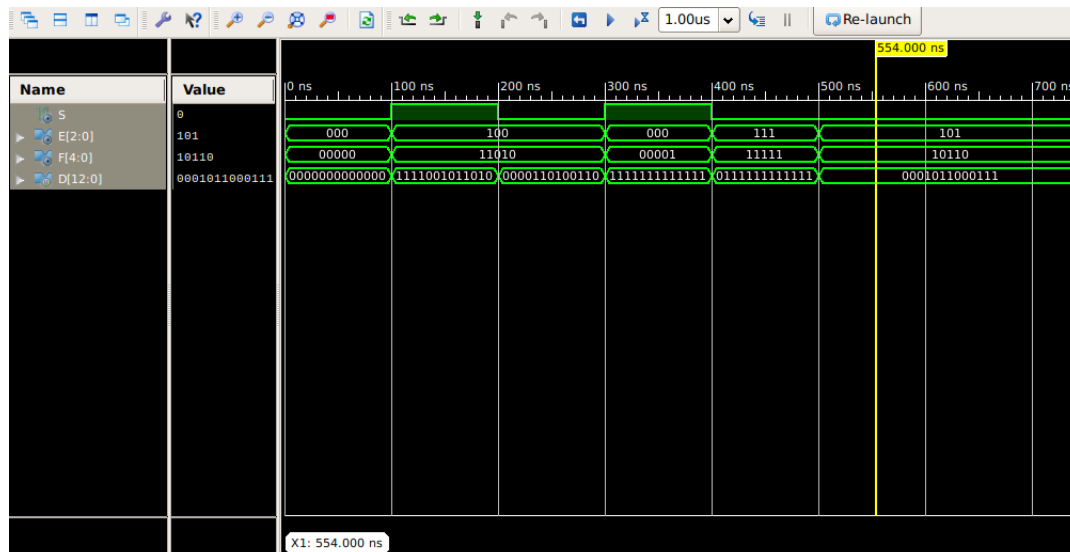 1.00us Re-launch
554.000 ns
Name Value 0 ns 100 ns 200 ns 300 ns 400 ns 500 ns 600 ns 700 n
S 0
E[2:0] 101 000 100 000 111 101
F[4:0] 10110 00000 11010 00001 11111 10110
D[12:0] 0001011000111 0000000000000 1111001011010 0000110100110 1111111111111 0111111111111 0001011000111
X1: 554.000 ns